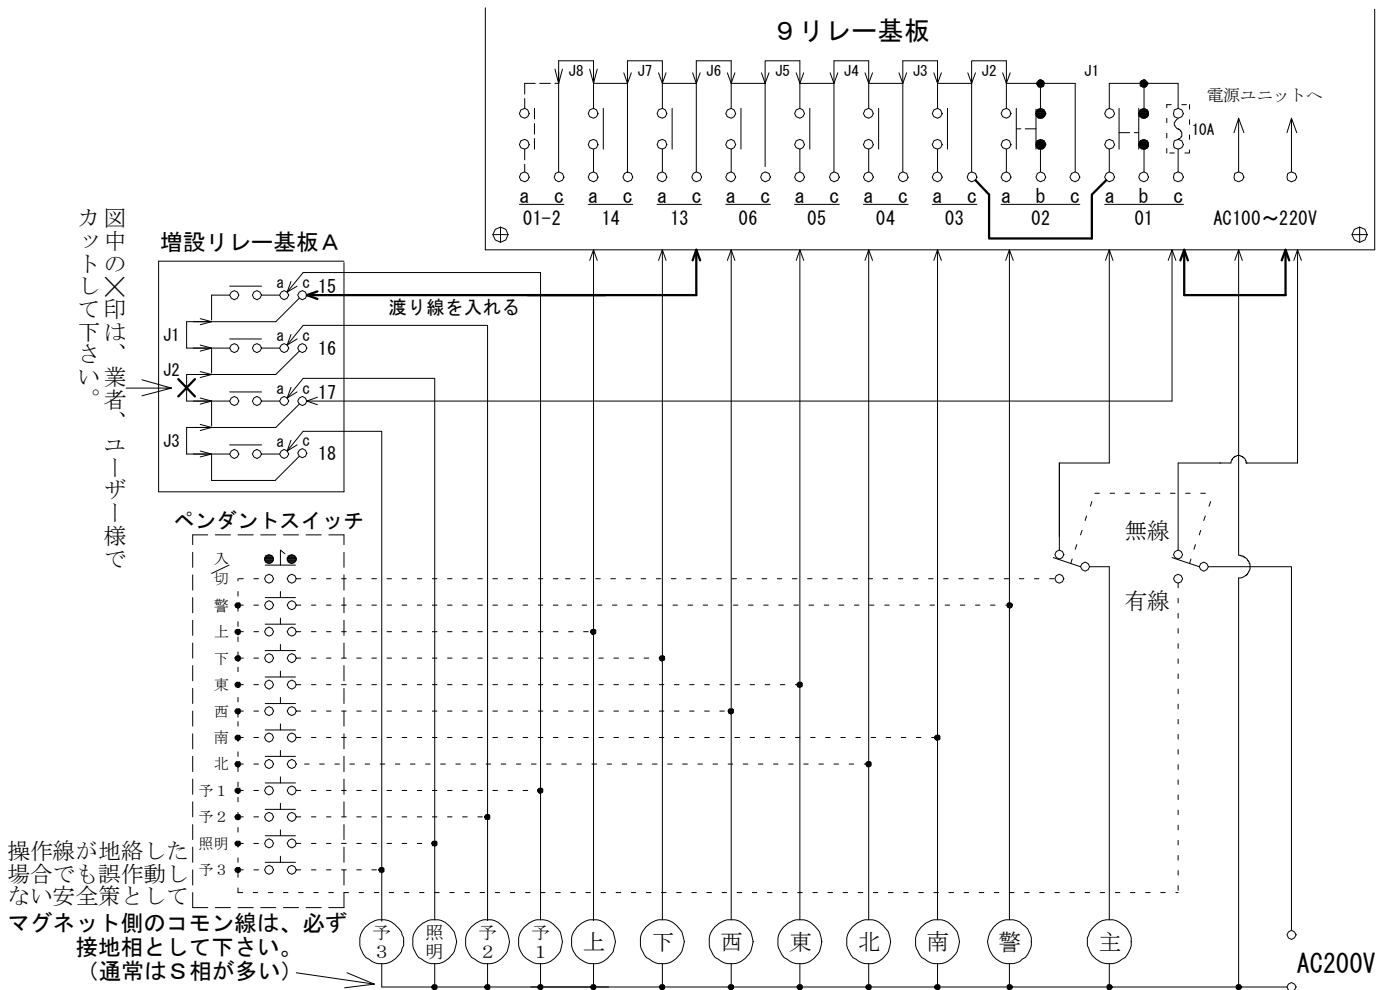 9リレー基板
J8 J7 J6 J5 J4 J3 J2 J1
電源ユニットへ
10A
a c a c a c a c a c a c a c a b c a b c
01-2 14 13 06 05 04 03 02 01 AC100～220V
図中の×印は、業者、ユーザー様で
カットして下さい。
増設リレー基板A
a c 15
渡り線を入れる
J1
a c 16
J2
a c 17
J3
a c 18
ペンダントスイッチ
入
/
切
警
上
下
東
西
南
北
予1
予2
照明
予3
無線
有線
操作線が地絡した
場合でも誤作動し
ない安全策として
マグネット側のコモン線は、必ず
接地相として下さい。
（通常はS相が多い）
予3 照明 予2 予1 上 下 西 東 北 南 警 主
AC200V